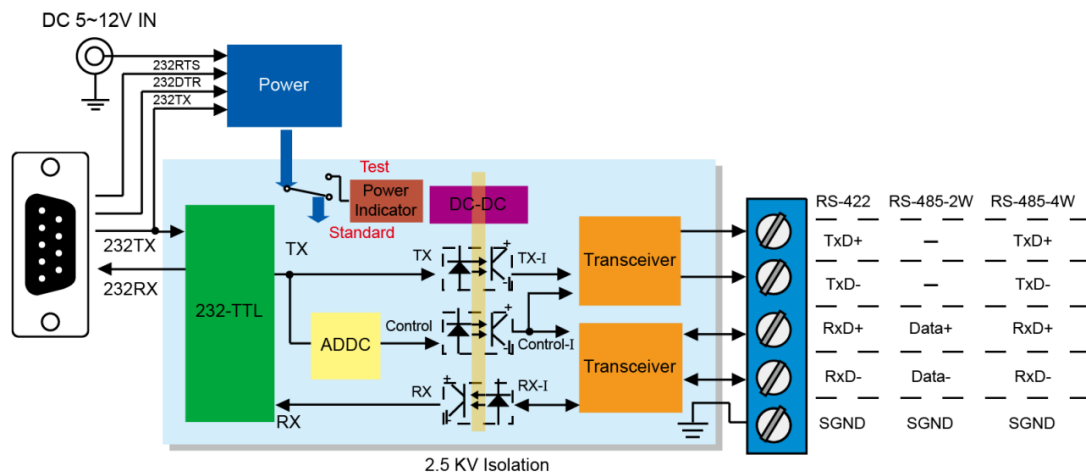 DC 5~12V IN
232RTS
232DTR
232TX
Power
Test
Power
Indicator
DC-DC
Standard
RS-422 RS-485-2W RS-485-4W
TxD+ – TxD+
TxD- – TxD-
RxD+ Data+ RxD+
RxD- Data- RxD-
SGND SGND SGND
232TX
232RX
232-TTL
TX
TX
TX-I
Transceiver
ADDC
Control
Control-I
Transceiver
RX
RX
RX-I
2.5 KV Isolation